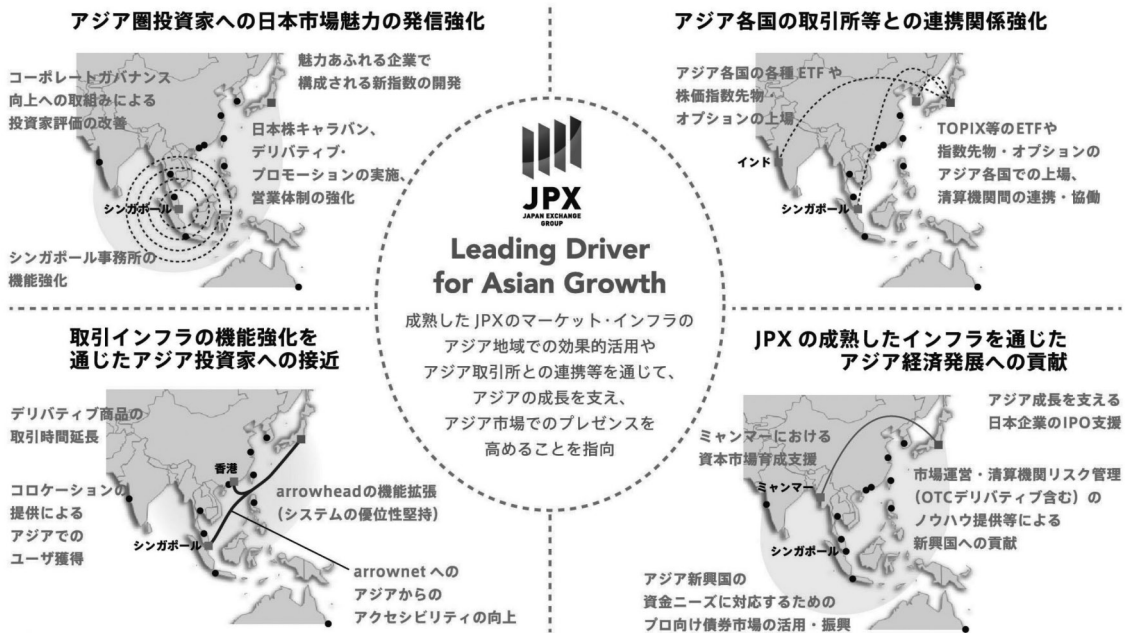 アジア圏投資家への日本市場魅力の発信強化
コーポレートガバナンス
向上への取組みによる
投資家評価の改善
魅力あふれる企業で
構成される新指数の開発
日本株キャラバン、
デリバティブ・
プロモーションの実施、
営業体制の強化
シンガポール
シンガポール事務所の
機能強化
アジア各国の取引所等との連携関係強化
アジア各国の各種ETFや
株価指数先物・
オプションの上場
インド
シンガポール
TOPIX等のETFや
指数先物・オプションの
アジア各国での上場、
清算機関間の連携・協働
JPX
JAPAN EXCHANGE
GROUP
Leading Driver
for Asian Growth
成熟したJPXのマーケット・インフラの
アジア地域での効果的活用や
アジア取引所との連携等を通じて、
アジアの成長を支え、
アジア市場でのプレゼンスを
高めることを指向
取引インフラの機能強化を
通じたアジア投資家への接近
デリバティブ商品の
取引時間延長
香港
コロケーションの
提供による
アジアでの
ユーザ獲得
シンガポール
arrowheadの機能拡張
（システムの優位性堅持）
arrownetへの
アジアからの
アクセシビリティの向上
JPXの成熟したインフラを通じた
アジア経済発展への貢献
アジア成長を支える
日本企業のIPO支援
ミャンマーにおける
資本市場育成支援
ミャンマー
シンガポール
市場運営・清算機関リスク管理
（OTCデリバティブ含む）の
ノウハウ提供等による
新興国への貢献
アジア新興国の
資金ニーズに対応するための
プロ向け債券市場の活用・振興